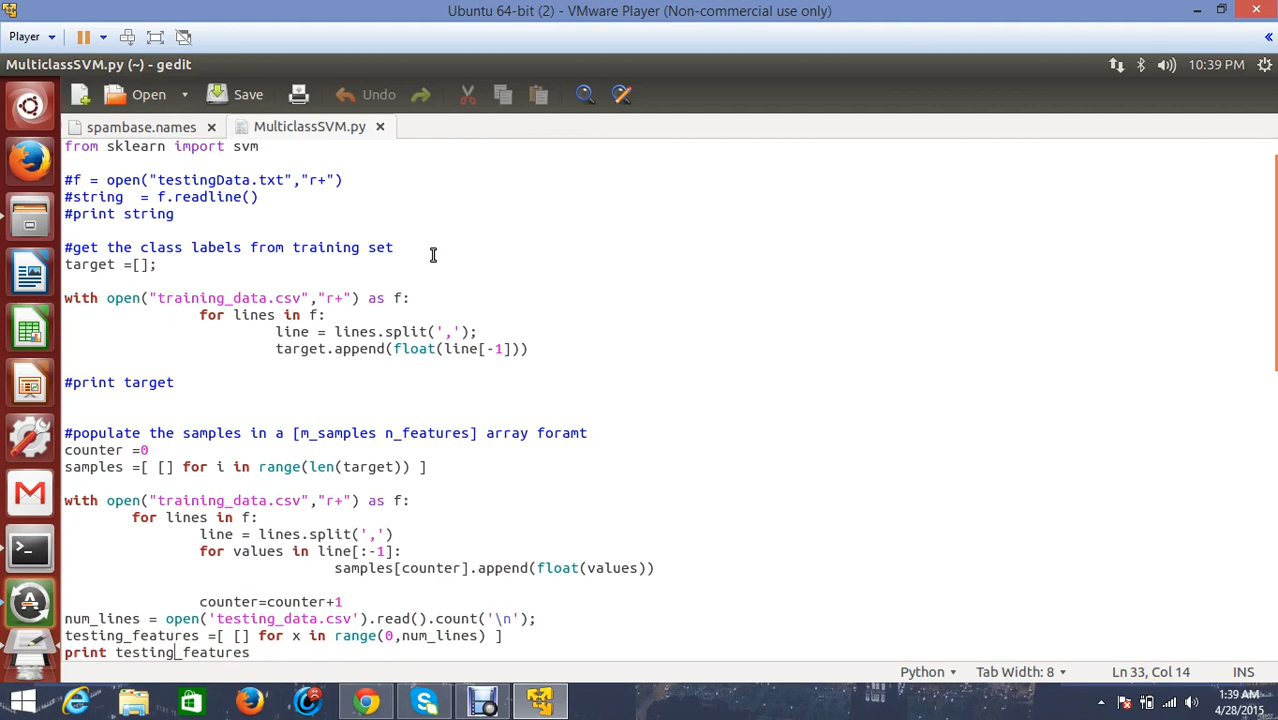 Ubuntu 64-bit (2) - VMware Player (Non-commercial use only)
Player
MulticlassSVM.py (~) - gedit
10:39 PM
Open
Save
Undo
spambase.names
MulticlassSVM.py
from sklearn import svm
#f = open("testingData.txt","r+")
#string  = f.readline()
#print string
#get the class labels from training set
target =[];
with open("training_data.csv","r+") as f:
for lines in f:
line = lines.split(',');
target.append(float(line[-1]))
#print target
#populate the samples in a [m_samples n_features] array foramt
counter =0
samples =[ [] for i in range(len(target)) ]
with open("training_data.csv","r+") as f:
for lines in f:
line = lines.split(',')
for values in line[:-1]:
samples[counter].append(float(values))
counter=counter+1
num_lines = open('testing_data.csv').read().count('\n');
testing_features =[ [] for x in range(0,num_lines) ]
print testing_features
Python
Tab Width: 8
Ln 33, Col 14
INS
1:39 AM
4/28/2015